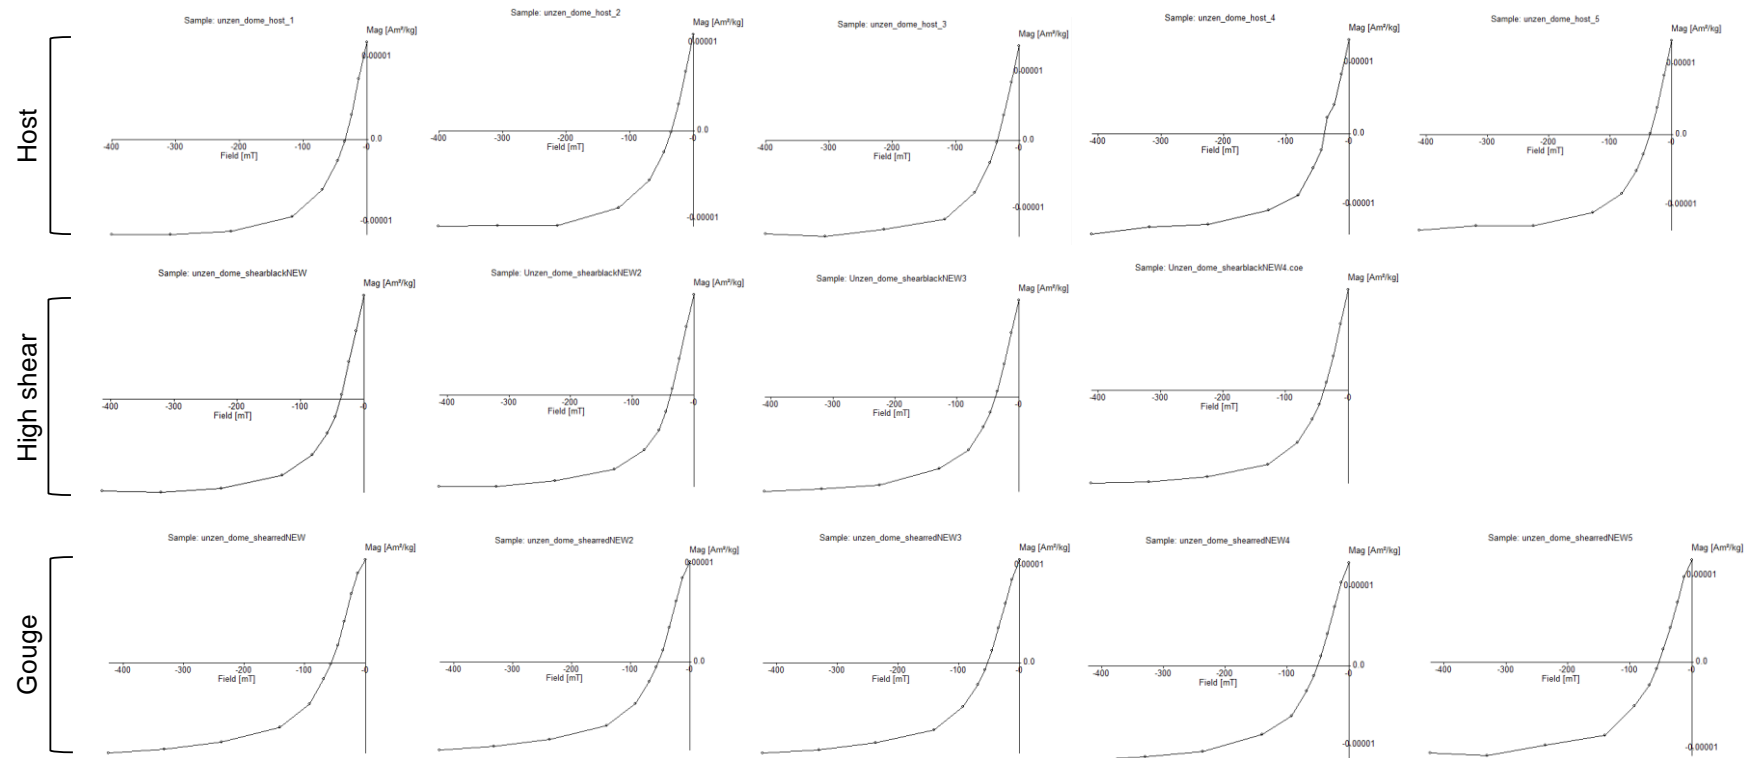 Host
Sample: unzen_dome_host_1
Mag [Am²/kg]
0.00001
0.0
-400 -300 -200 -100 -0
Field [mT]
-0.00001
Sample: unzen_dome_host_2
Mag [Am²/kg]
0.00001
0.0
-400 -300 -200 -100 -0
Field [mT]
-0.00001
Sample: unzen_dome_host_3
Mag [Am²/kg]
0.00001
0.0
-400 -300 -200 -100 -0
Field [mT]
-0.00001
Sample: unzen_dome_host_4
Mag [Am²/kg]
0.00001
0.0
-400 -300 -200 -100 -0
Field [mT]
-0.00001
Sample: unzen_dome_host_5
Mag [Am²/kg]
0.00001
0.0
-400 -300 -200 -100 -0
Field [mT]
-0.00001
High shear
Sample: unzen_dome_shearblackNEW
Mag [Am²/kg]
-400 -300 -200 -100 -0
Field [mT]
Sample: Unzen_dome_shearblackNEW2
Mag [Am²/kg]
-400 -300 -200 -100 -0
Field [mT]
Sample: Unzen_dome_shearblackNEW3
Mag [Am²/kg]
-400 -300 -200 -100 -0
Field [mT]
Sample: Unzen_dome_shearblackNEW4.coe
Mag [Am²/kg]
-400 -300 -200 -100 -0
Field [mT]
Gouge
Sample: unzen_dome_shearredNEW
Mag [Am²/kg]
-400 -300 -200 -100 -0
Field [mT]
Sample: unzen_dome_shearredNEW2
Mag [Am²/kg]
0.00001
0.0
-400 -300 -200 -100 -0
Field [mT]
Sample: unzen_dome_shearredNEW3
Mag [Am²/kg]
0.00001
0.0
-400 -300 -200 -100 -0
Field [mT]
Sample: unzen_dome_shearredNEW4
Mag [Am²/kg]
0.00001
0.0
-400 -300 -200 -100 -0
Field [mT]
-0.00001
Sample: unzen_dome_shearredNEW5
Mag [Am²/kg]
0.00001
0.0
-400 -300 -200 -100 -0
Field [mT]
-0.00001